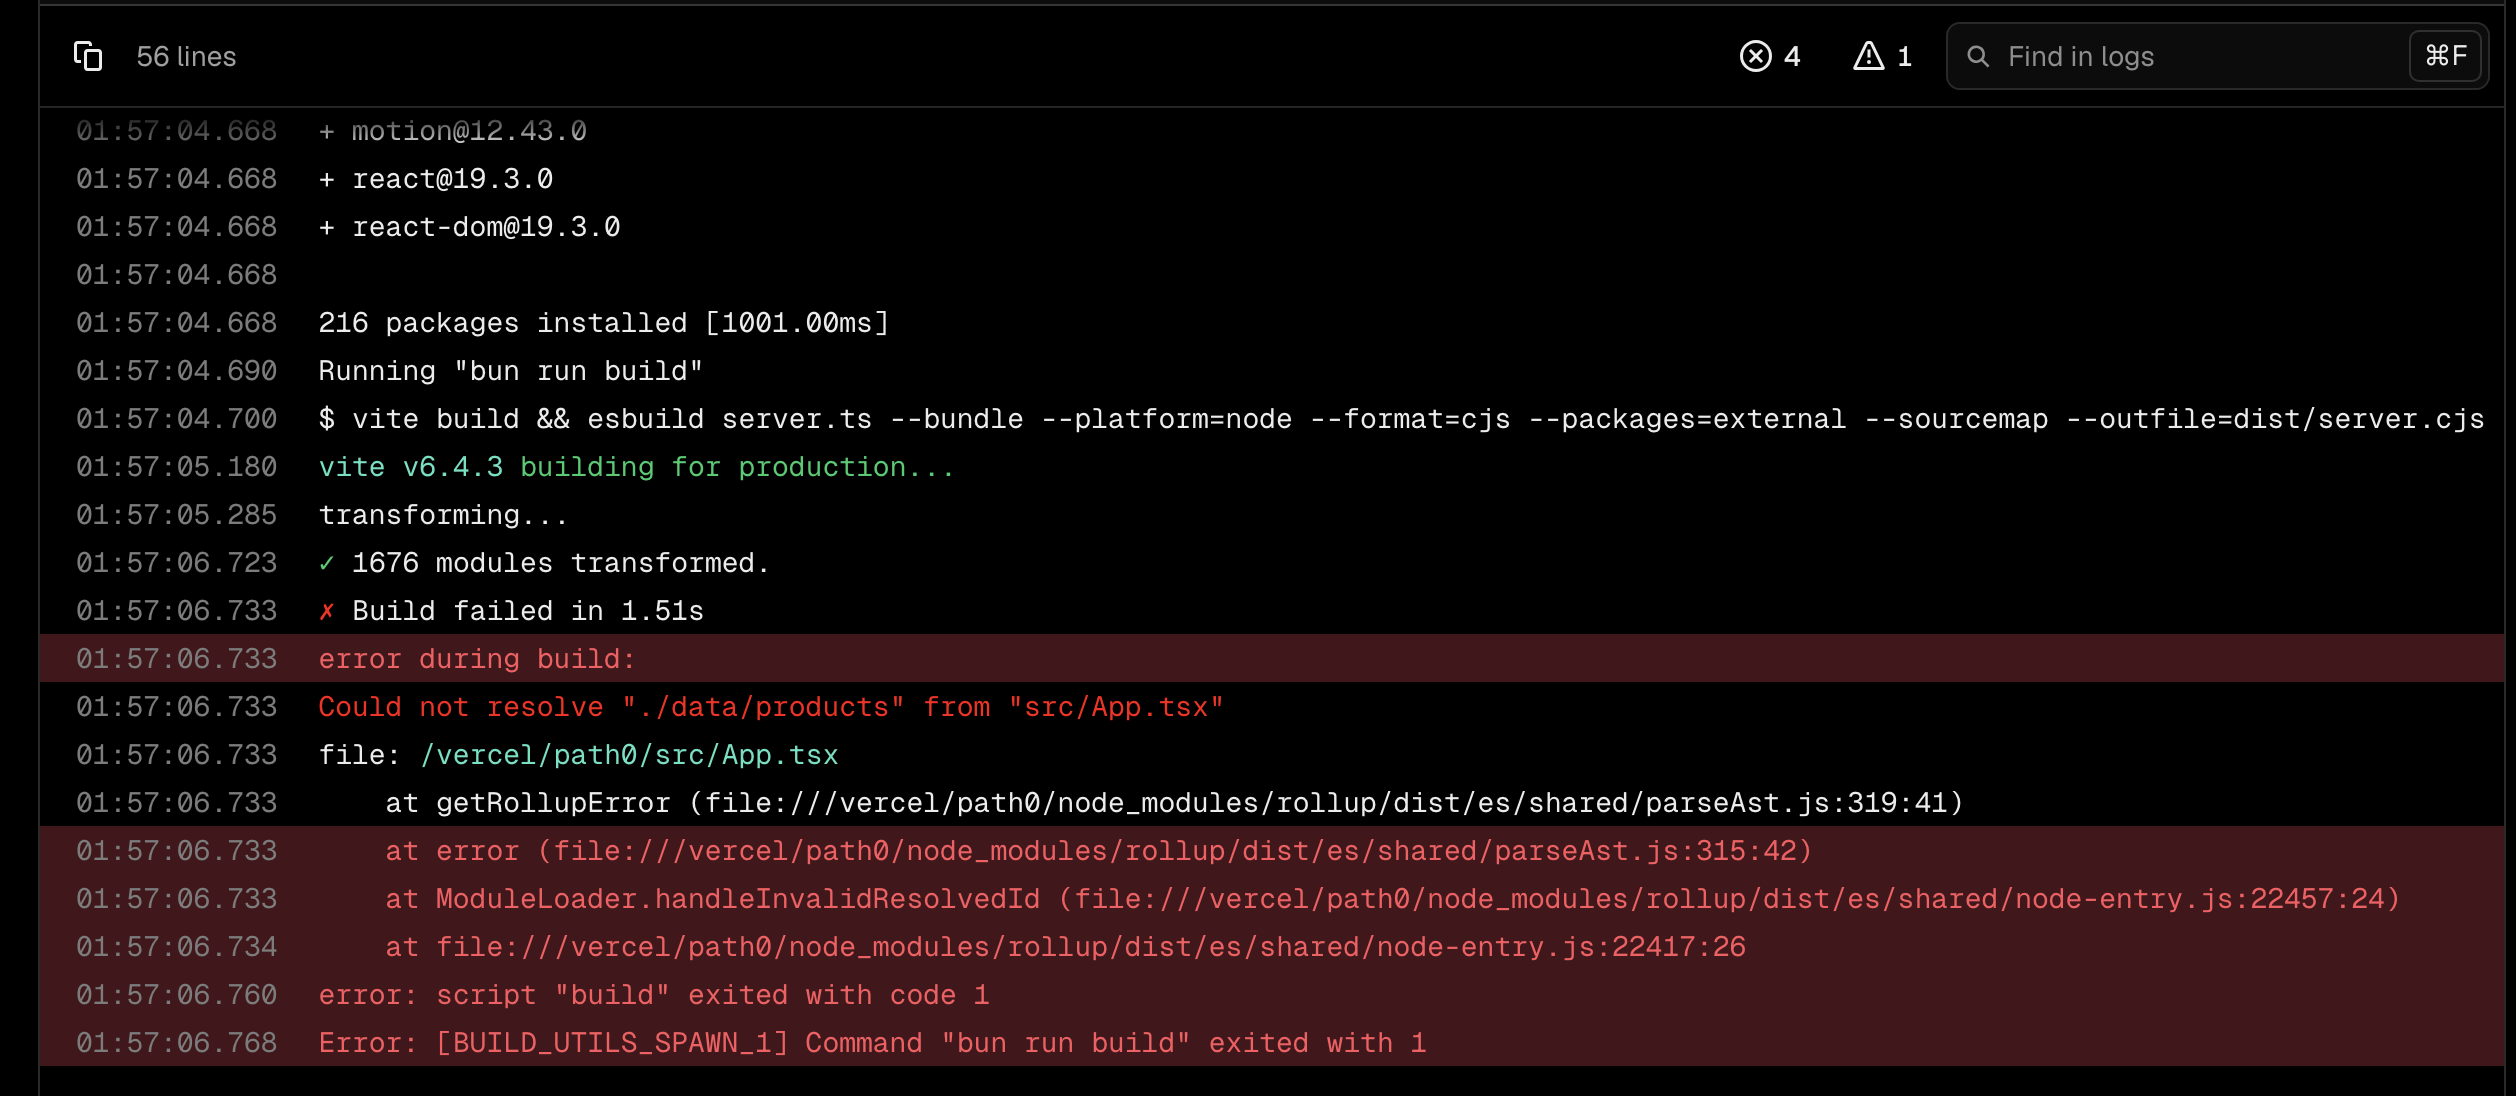 56 lines
4
1
Find in logs
⌘F
01:57:04.668 + motion@12.43.0
01:57:04.668 + react@19.3.0
01:57:04.668 + react-dom@19.3.0
01:57:04.668
01:57:04.668 216 packages installed [1001.00ms]
01:57:04.690 Running "bun run build"
01:57:04.700 $ vite build && esbuild server.ts --bundle --platform=node --format=cjs --packages=external --sourcemap --outfile=dist/server.cjs
01:57:05.180 vite v6.4.3 building for production...
01:57:05.285 transforming...
01:57:06.723 ✓ 1676 modules transformed.
01:57:06.733 ✗ Build failed in 1.51s
01:57:06.733 error during build:
01:57:06.733 Could not resolve "./data/products" from "src/App.tsx"
01:57:06.733 file: /vercel/path0/src/App.tsx
01:57:06.733     at getRollupError (file:///vercel/path0/node_modules/rollup/dist/es/shared/parseAst.js:319:41)
01:57:06.733     at error (file:///vercel/path0/node_modules/rollup/dist/es/shared/parseAst.js:315:42)
01:57:06.733     at ModuleLoader.handleInvalidResolvedId (file:///vercel/path0/node_modules/rollup/dist/es/shared/node-entry.js:22457:24)
01:57:06.734     at file:///vercel/path0/node_modules/rollup/dist/es/shared/node-entry.js:22417:26
01:57:06.760 error: script "build" exited with code 1
01:57:06.768 Error: [BUILD_UTILS_SPAWN_1] Command "bun run build" exited with 1